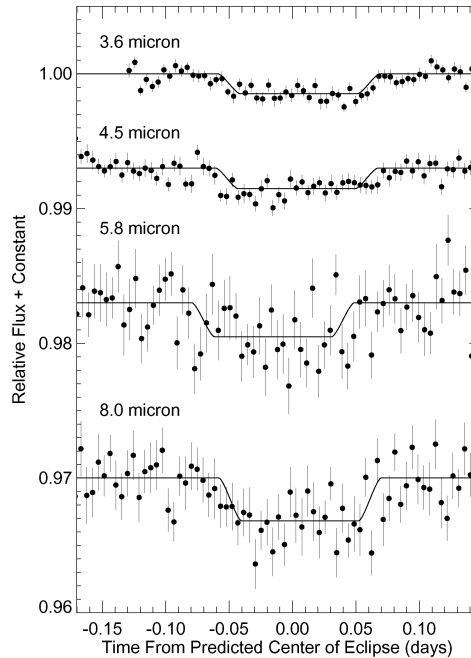 3.6 micron
1.00
4.5 micron
0.99
5.8 micron
0.98
8.0 micron
0.97
0.96
Relative Flux + Constant
-0.15 -0.10 -0.05 0.00 0.05 0.10
Time From Predicted Center of Eclipse (days)